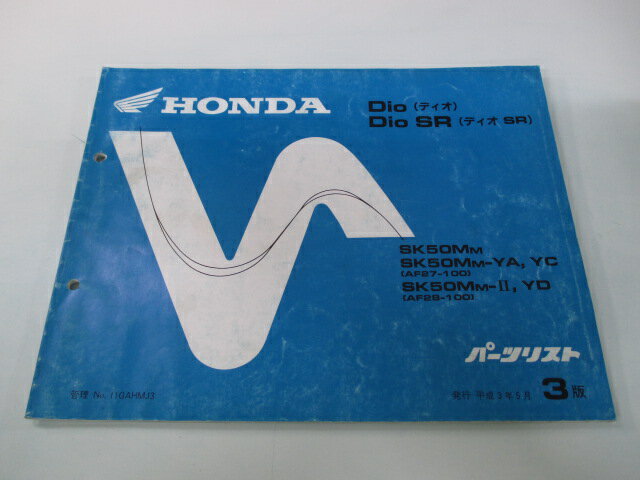 HONDA
Dio (ディオ)
Dio SR (ディオ SR)
SK50MM
SK50MM-YA, YC
(AF27-100)
SK50MM-II, YD
(AF28-100)
パーツリスト
管理 No. 11GAHMJ3
発行 平成3年5月 3版